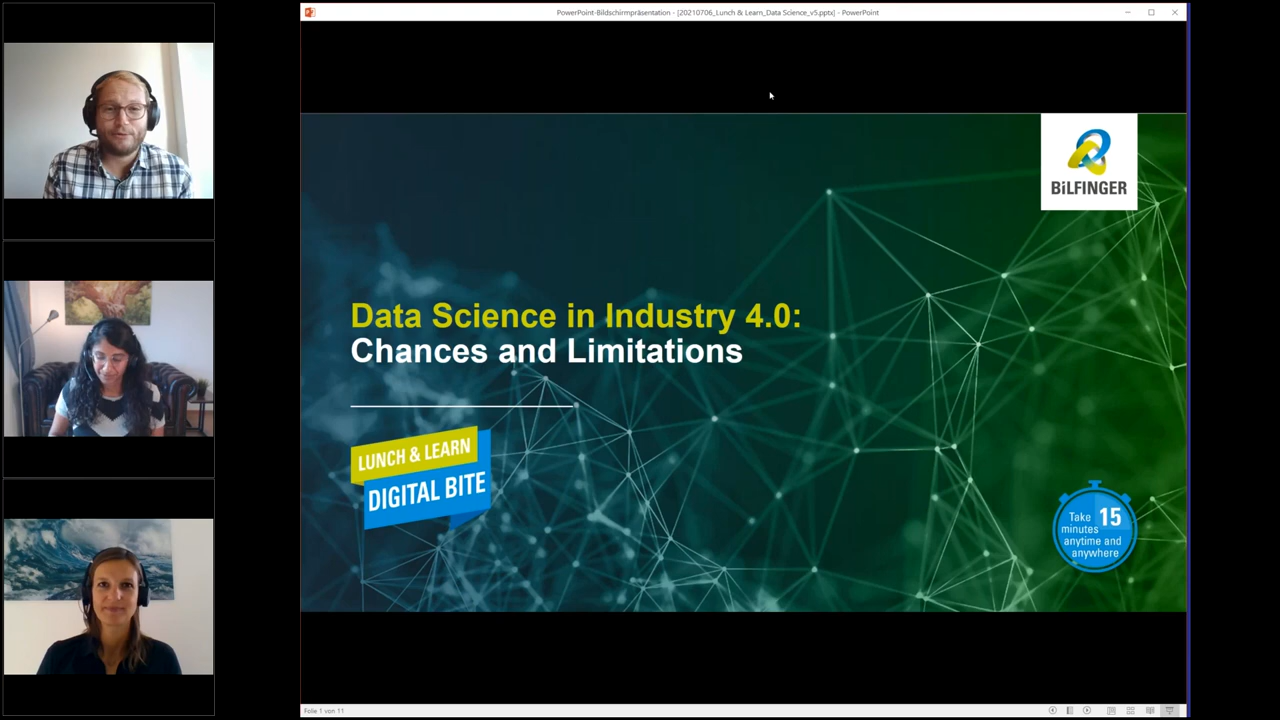 PowerPoint-Bildschirmpräsentation - [20210706_Lunch & Learn_Data Science_v5.pptx] - PowerPoint
BiLFINGER
Data Science in Industry 4.0:
Chances and Limitations
LUNCH & LEARN
DIGITAL BITE
Take 15
minutes
anytime and
anywhere
Folie 1 von 11